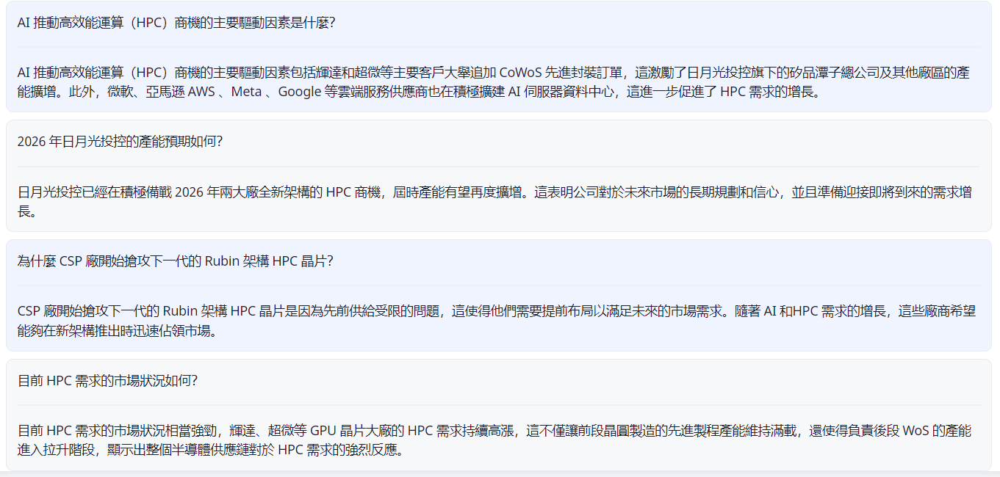 AI 推動高效能運算（HPC）商機的主要驅動因素是什麼？
AI 推動高效能運算（HPC）商機的主要驅動因素包括輝達和超微等主要客戶大舉追加 CoWoS 先進封裝訂單，這激勵了日月光投控旗下的矽品潭子總公司及其他廠區的產
能擴增。此外，微軟、亞馬遜 AWS 、Meta 、Google 等雲端服務供應商也在積極擴建 AI 伺服器資料中心，這進一步促進了 HPC 需求的增長。
2026 年日月光投控的產能預期如何？
日月光投控已經在積極備戰 2026 年兩大廠全新架構的 HPC 商機，屆時產能有望再度擴增。這表明公司對於未來市場的長期規劃和信心，並且準備迎接即將到來的需求增
長。
為什麼 CSP 廠開始搶攻下一代的 Rubin 架構 HPC 晶片？
CSP 廠開始搶攻下一代的 Rubin 架構 HPC 晶片是因為先前供給受限的問題，這使得他們需要提前布局以滿足未來的市場需求。隨著 AI 和HPC 需求的增長，這些廠商希望
能夠在新架構推出時迅速佔領市場。
目前 HPC 需求的市場狀況如何？
目前 HPC 需求的市場狀況相當強勁，輝達、超微等 GPU 晶片大廠的 HPC 需求持續高漲，這不僅讓前段晶圓製造的先進製程產能維持滿載，還使得負責後段 WoS 的產能
進入拉升階段，顯示出整個半導體供應鏈對於 HPC 需求的強烈反應。